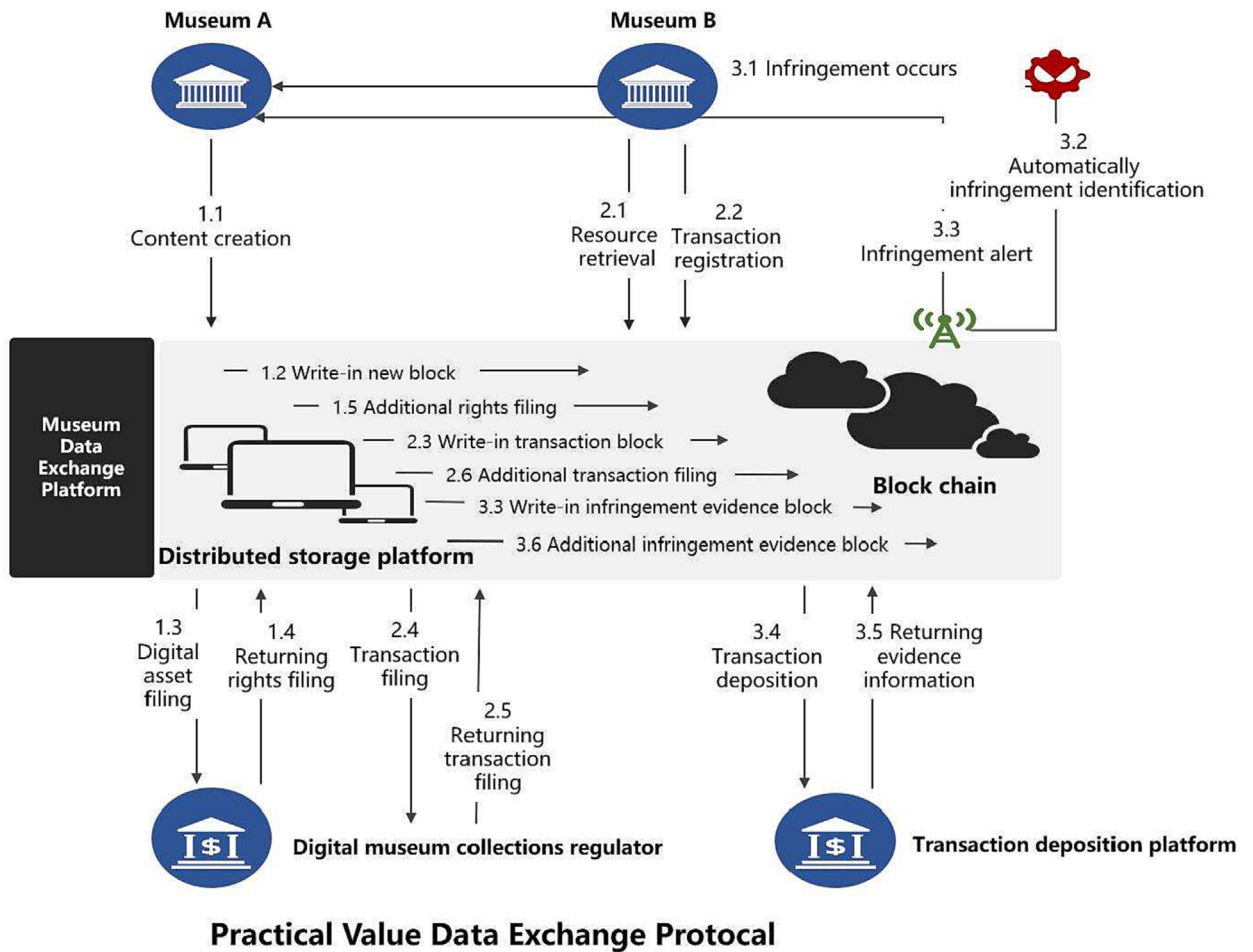 Museum A
Museum B
3.1 Infringement occurs
3.2
Automatically
infringement identification
1.1
Content creation
2.1
Resource
retrieval
2.2
Transaction
registration
3.3
Infringement alert
Museum
Data
Exchange
Platform
1.2 Write-in new block
1.5 Additional rights filing
2.3 Write-in transaction block
2.6 Additional transaction filing
3.3 Write-in infringement evidence block
3.6 Additional infringement evidence block
Block chain
Distributed storage platform
1.3
Digital
asset
filing
1.4
Returning
rights filing
2.4
Transaction
filing
2.5
Returning
transaction
filing
3.4
Transaction
deposition
3.5 Returning
evidence
information
I$I
Digital museum collections regulator
I$I
Transaction deposition platform
Practical Value Data Exchange Protocal